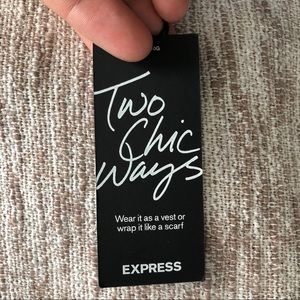 Two
Chic
Ways
Wear it as a vest or
wrap it like a scarf
EXPRESS